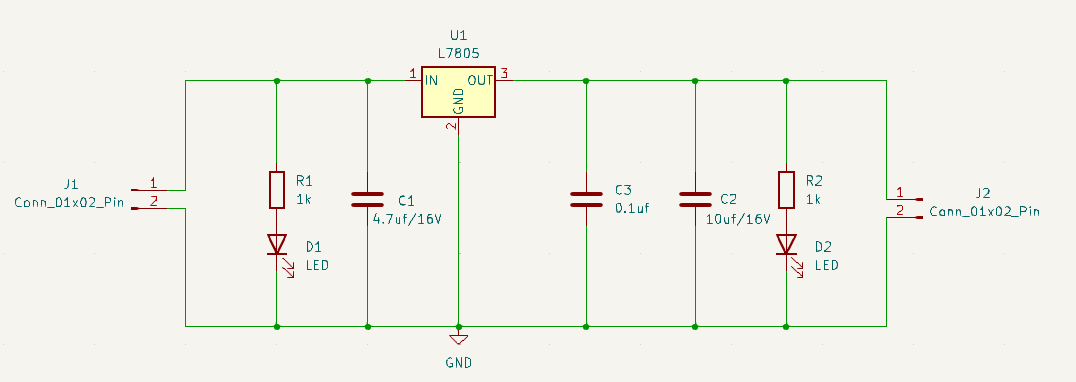 U1
L7805
1
IN
OUT
3
GND
2
J1
Conn_01x02_Pin
1
2
R1
1k
D1
LED
C1
4.7uf/16V
C3
0.1uf
C2
10uf/16V
R2
1k
D2
LED
1
2
J2
Conn_01x02_Pin
GND